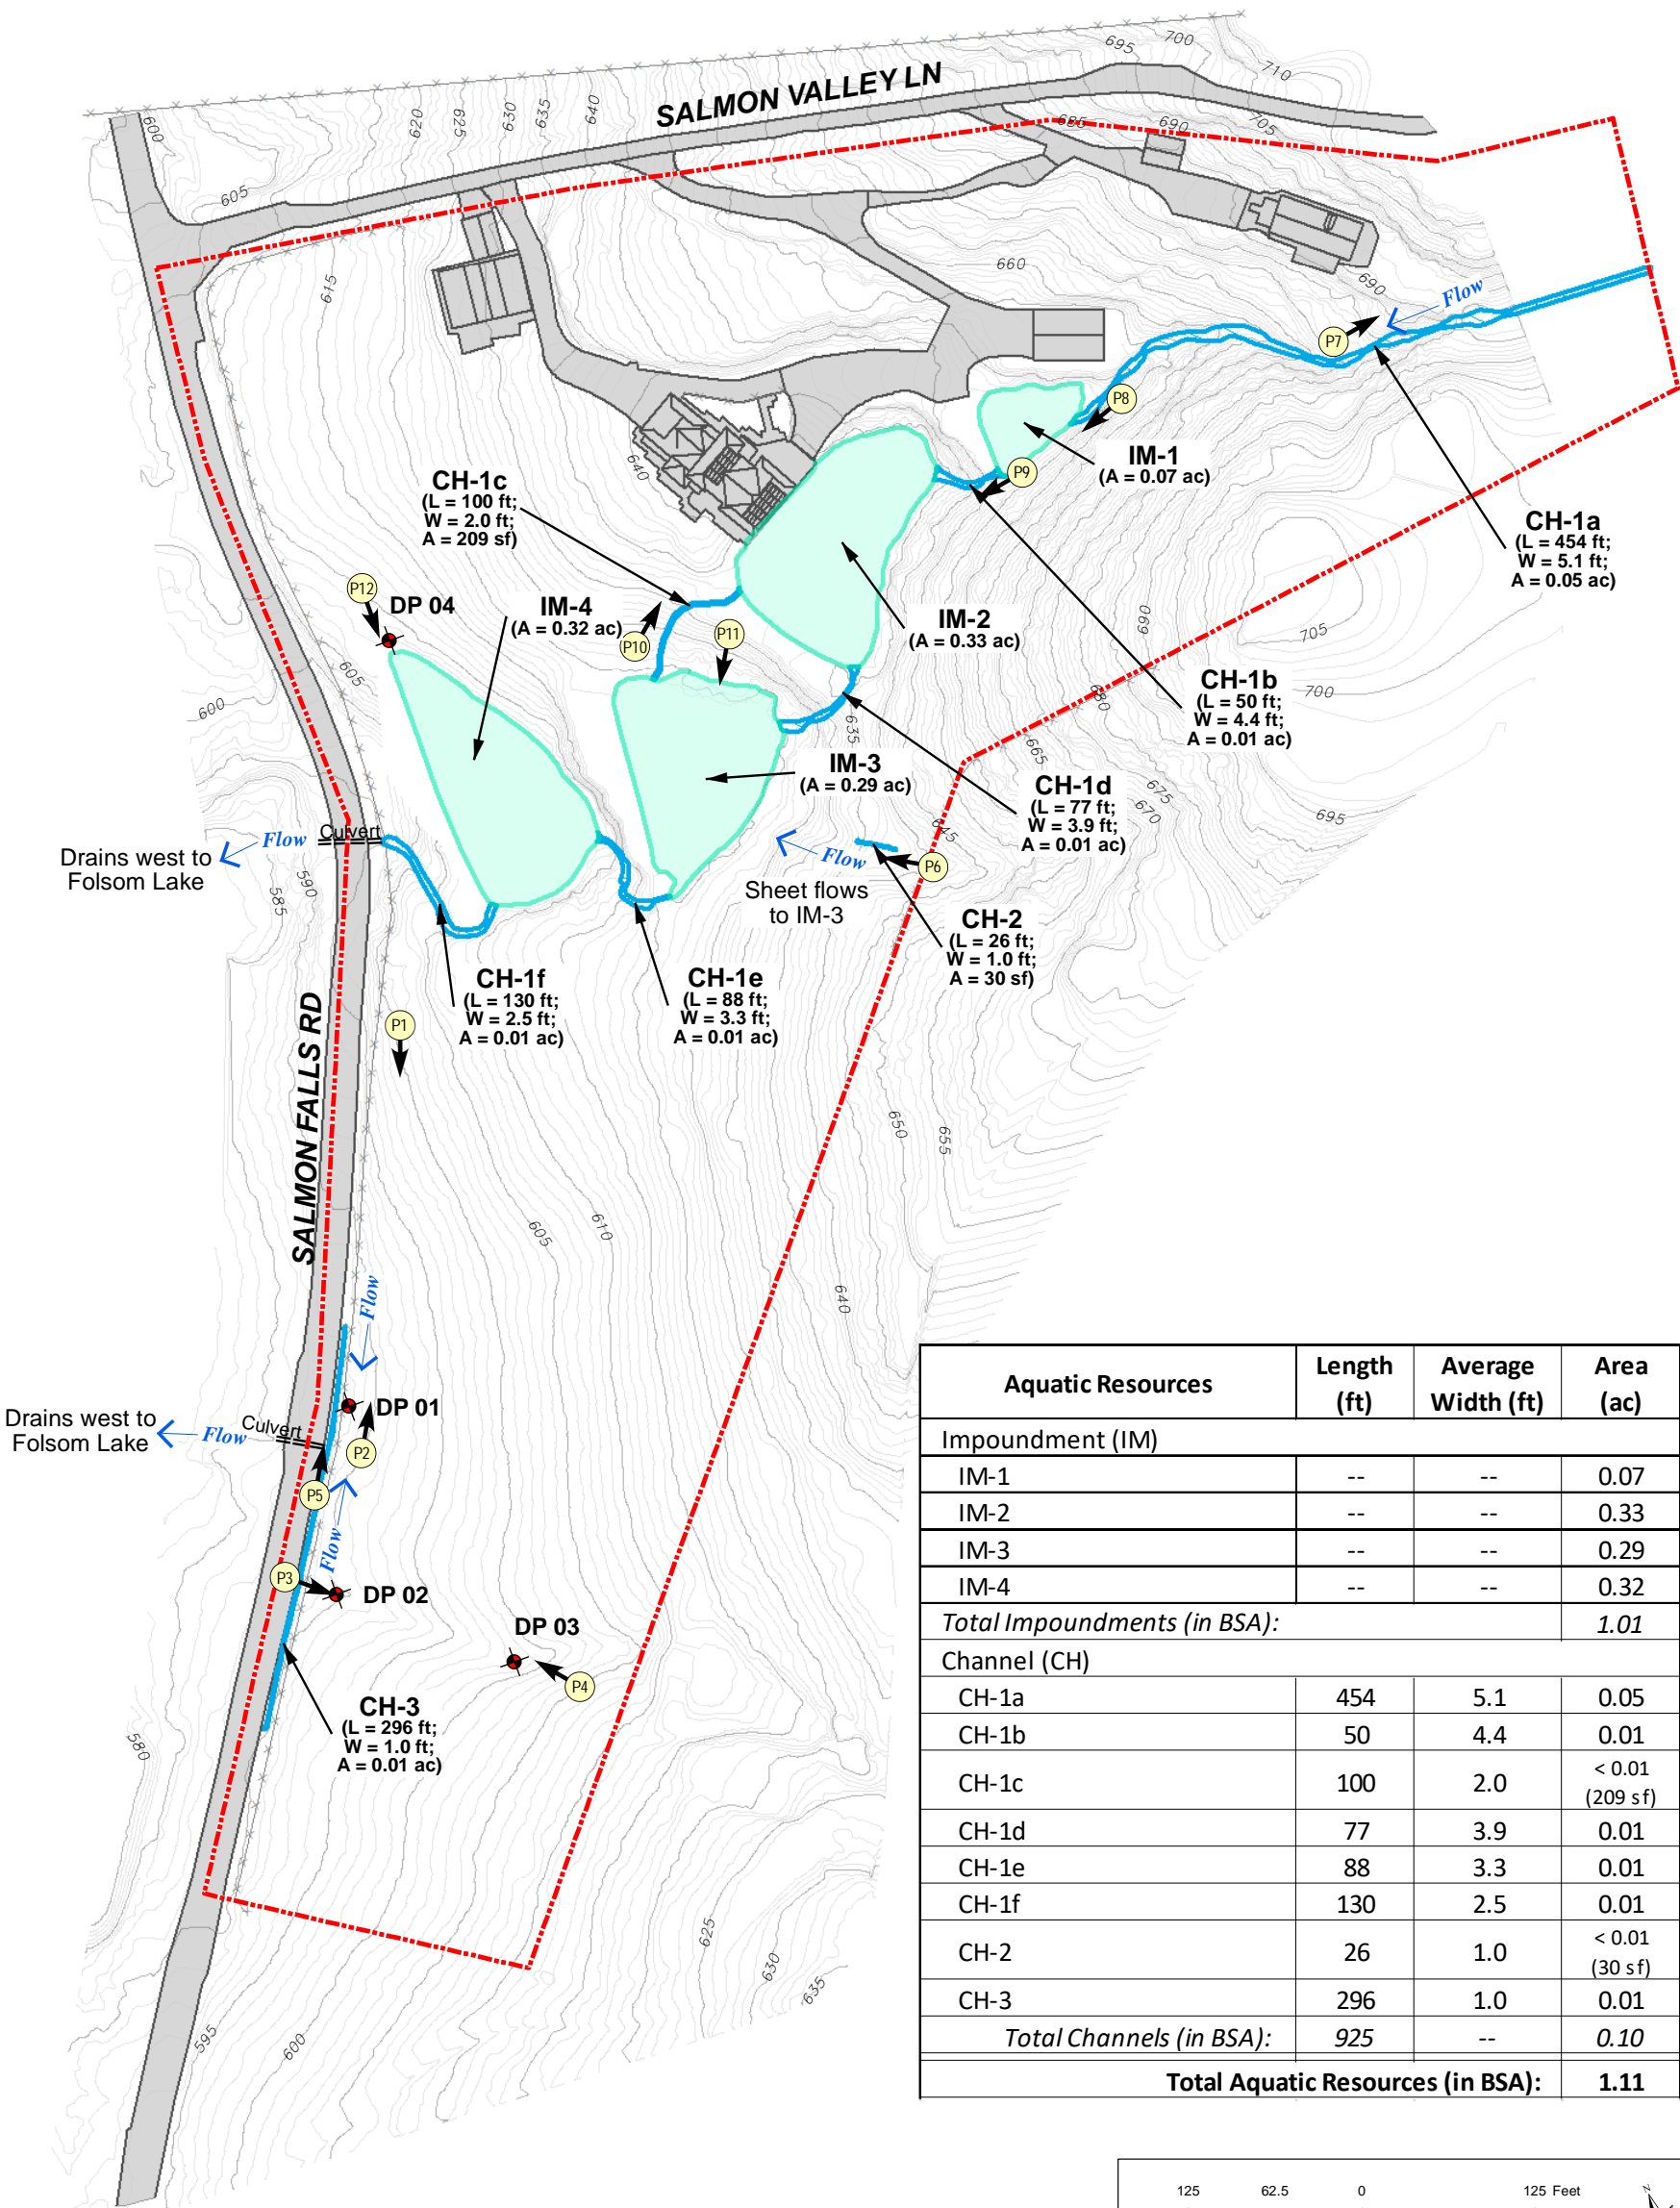 SALMON VALLEY LN
695
700
710
705
685
690
600
620
625
630
635
640
605
615
660
690
Flow
P7
P8
P9
IM-1
(A = 0.07 ac)
640
CH-1c
(L = 100 ft;
W = 2.0 ft;
A = 209 sf)
CH-1a
(L = 454 ft;
W = 5.1 ft;
A = 0.05 ac)
P12
DP 04
IM-4
(A = 0.32 ac)
P10
P11
IM-2
(A = 0.33 ac)
690
705
700
605
600
CH-1b
(L = 50 ft;
W = 4.4 ft;
A = 0.01 ac)
680
635
665
675
670
695
IM-3
(A = 0.29 ac)
CH-1d
(L = 77 ft;
W = 3.9 ft;
A = 0.01 ac)
645
Culvert
Flow
Drains west to
Folsom Lake
590
585
Flow
Sheet flows
to IM-3
P6
CH-2
(L = 26 ft;
W = 1.0 ft;
A = 30 sf)
CH-1f
(L = 130 ft;
W = 2.5 ft;
A = 0.01 ac)
CH-1e
(L = 88 ft;
W = 3.3 ft;
A = 0.01 ac)
P1
SALMON FALLS RD
650
655
605
610
640
Flow
DP 01
P2
Culvert
Flow
Drains west to
Folsom Lake
P5
Flow
P3
DP 02
DP 03
P4
CH-3
(L = 296 ft;
W = 1.0 ft;
A = 0.01 ac)
580
595
600
625
630
635
Aquatic Resources Length (ft) Average Width (ft) Area (ac)
Impoundment (IM)
IM-1 -- -- 0.07
IM-2 -- -- 0.33
IM-3 -- -- 0.29
IM-4 -- -- 0.32
Total Impoundments (in BSA): 1.01
Channel (CH)
CH-1a 454 5.1 0.05
CH-1b 50 4.4 0.01
CH-1c 100 2.0 < 0.01 (209 sf)
CH-1d 77 3.9 0.01
CH-1e 88 3.3 0.01
CH-1f 130 2.5 0.01
CH-2 26 1.0 < 0.01 (30 sf)
CH-3 296 1.0 0.01
Total Channels (in BSA): 925 -- 0.10
Total Aquatic Resources (in BSA): 1.11
125 62.5 0 125 Feet
N